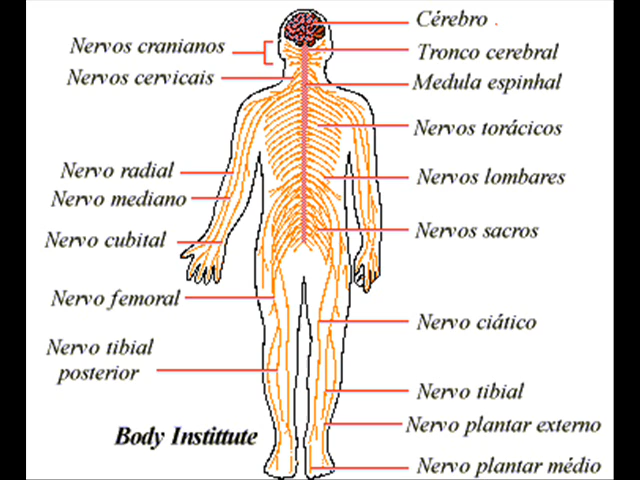 Cérebro
Nervos cranianos
Tronco cerebral
Nervos cervicais
Medula espinhal
Nervos torácicos
Nervo radial
Nervos lombares
Nervo mediano
Nervos sacros
Nervo cubital
Nervo femoral
Nervo ciático
Nervo tibial
posterior
Nervo tibial
Nervo plantar externo
Body Instittute
Nervo plantar médio